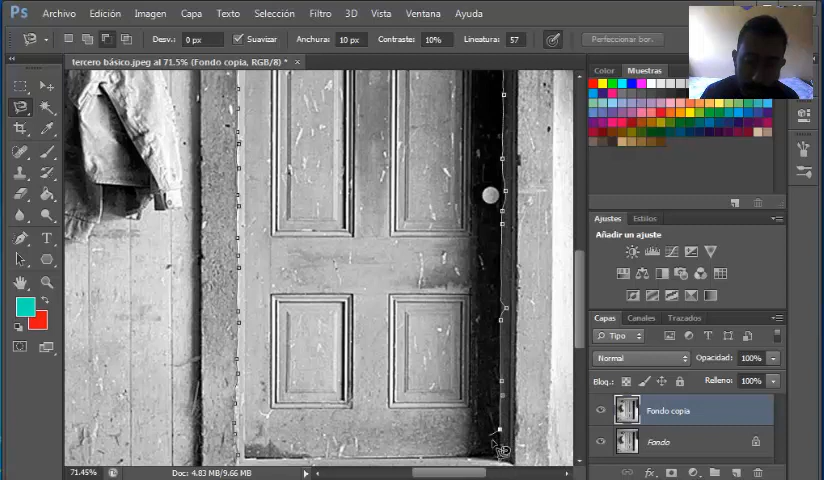 Ps Archivo Edición Imagen Capa Texto Selección Filtro 3D Vista Ventana Ayuda
Desv.: 0 px Suavizar Anchura: 10 px Contraste: 10% Lineatura: 57 Perfeccionar bor.
tercero básico.jpeg al 71.5% (Fondo copia, RGB/8) * ×
Color Muestras
Ajustes Estilos
Añadir un ajuste
Capas Canales Trazados
Tipo
Normal Opacidad: 100%
Bloq.: Relleno: 100%
Fondo copia
Fondo
71.45% Doc: 4.83 MB/9.66 MB
fx